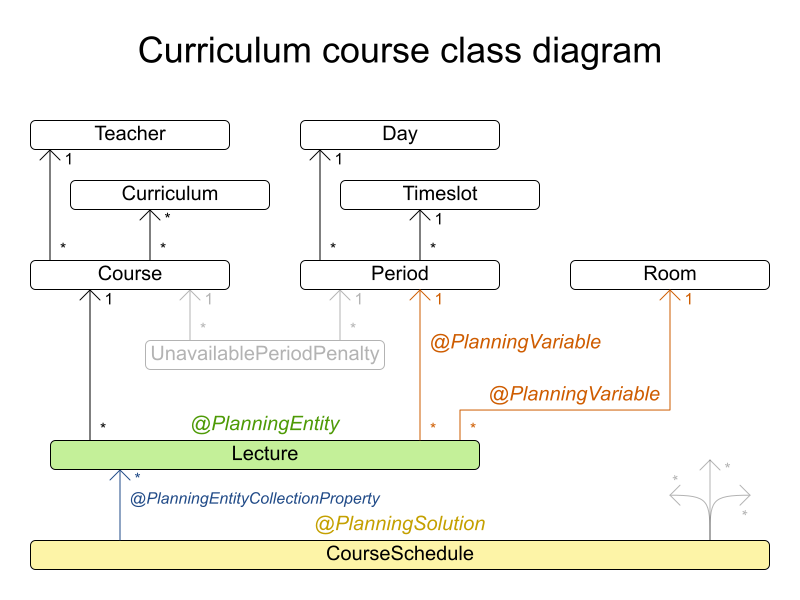 Curriculum course class diagram
Teacher
Day
1
1
Curriculum
Timeslot
*
1
*
*
*
*
Course
Period
Room
1
1
1
1
1
*
*
@PlanningVariable
UnavailablePeriodPenalty
@PlanningVariable
@PlanningEntity
*
*
*
Lecture
*
*
*
@PlanningEntityCollectionProperty
*
@PlanningSolution
CourseSchedule